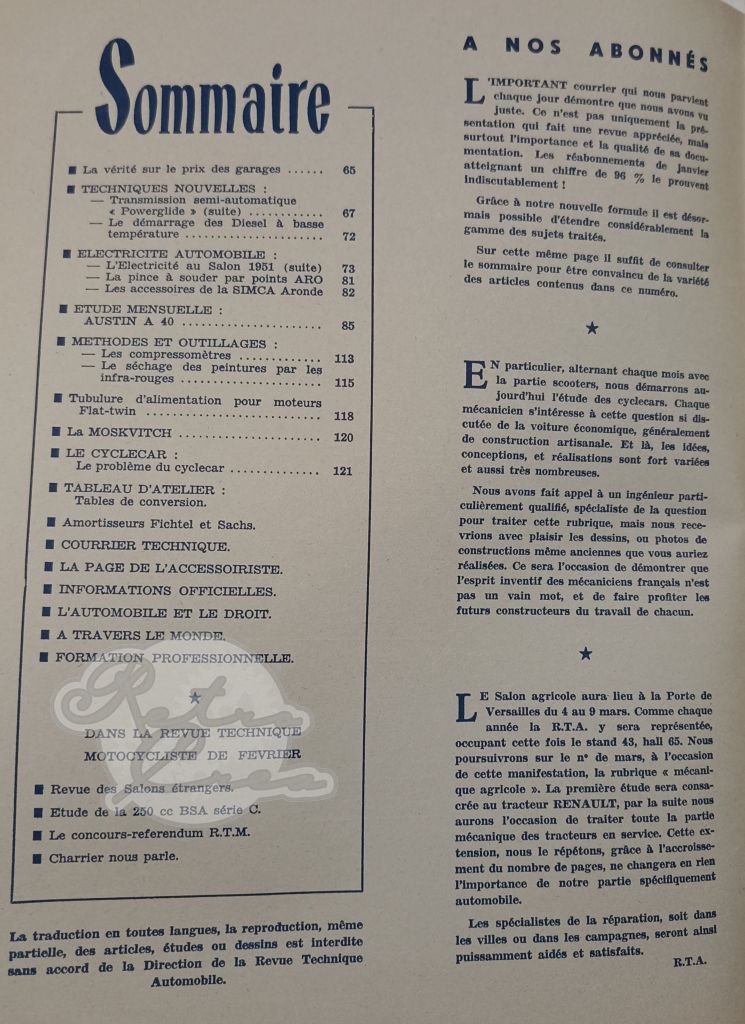 Sommaire
■ La vérité sur le prix des garages ...... 65
■ TECHNIQUES NOUVELLES :
— Transmission semi-automatique
« Powerglide » (suite) ............ 67
— Le démarrage des Diesel à basse
température ...................... 72
■ ELECTRICITE AUTOMOBILE :
— L'Electricité au Salon 1951 (suite) 73
— La pince à souder par points ARO 81
— Les accessoires de la SIMCA Aronde 82
■ ETUDE MENSUELLE :
AUSTIN A 40 ...................... 85
■ METHODES ET OUTILLAGES :
— Les compressomètres ............ 113
— Le séchage des peintures par les
infra-rouges ...................... 115
■ Tubulure d'alimentation pour moteurs
Flat-twin .......................... 118
■ La MOSKVITCH ...................... 120
■ LE CYCLECAR :
Le problème du cyclecar .............. 121
■ TABLEAU D'ATELIER :
Tables de conversion.
■ Amortisseurs Fichtel et Sachs.
■ COURRIER TECHNIQUE.
■ LA PAGE DE L'ACCESSOIRISTE.
■ INFORMATIONS OFFICIELLES.
■ L'AUTOMOBILE ET LE DROIT.
■ A TRAVERS LE MONDE.
■ FORMATION PROFESSIONNELLE.
★
DANS LA REVUE TECHNIQUE
MOTOCYCLISTE DE FEVRIER
■ Revue des Salons étrangers.
■ Etude de la 250 cc BSA série C.
■ Le concours-referendum R.T.M.
■ Charrier nous parle.
La traduction en toutes langues, la reproduction, même
partielle, des articles, études ou dessins est interdite
sans accord de la Direction de la Revue Technique
Automobile.
A NOS ABONNÉS
L'IMPORTANT courrier qui nous parvient
chaque jour démontre que nous avons vu
juste. Ce n'est pas uniquement la pré-
sentation qui fait une revue appréciée, mais
surtout l'importance et la qualité de sa docu-
mentation. Les réabonnements de janvier
atteignant un chiffre de 96 % le prouvent
indiscutablement !
Grâce à notre nouvelle formule il est désor-
mais possible d'étendre considérablement la
gamme des sujets traités.
Sur cette même page il suffit de consulter
le sommaire pour être convaincu de la variété
des articles contenus dans ce numéro.
★
EN particulier, alternant chaque mois avec
la partie scooters, nous démarrons au-
jourd'hui l'étude des cyclecars. Chaque
mécanicien s'intéresse à cette question si dis-
cutée de la voiture économique, généralement
de construction artisanale. Et là, les idées,
conceptions, et réalisations sont fort variées
et aussi très nombreuses.
Nous avons fait appel à un ingénieur parti-
culièrement qualifié, spécialiste de la question
pour traiter cette rubrique, mais nous rece-
vrions avec plaisir les dessins, ou photos de
constructions même anciennes que vous auriez
réalisées. Ce sera l'occasion de démontrer que
l'esprit inventif des mécaniciens français n'est
pas un vain mot, et de faire profiter les
futurs constructeurs du travail de chacun.
★
LE Salon agricole aura lieu à la Porte de
Versailles du 4 au 9 mars. Comme chaque
année la R.T.A. y sera représentée,
occupant cette fois le stand 43, hall 65. Nous
poursuivrons sur le n° de mars, à l'occasion
de cette manifestation, la rubrique « mécani-
que agricole ». La première étude sera consa-
crée au tracteur RENAULT, par la suite nous
aurons l'occasion de traiter toute la partie
mécanique des tracteurs en service. Cette ex-
tension, nous le répétons, grâce à l'accroisse-
ment du nombre de pages, ne changera en rien
l'importance de notre partie spécifiquement
automobile.
Les spécialistes de la réparation, soit dans
les villes ou dans les campagnes, seront ainsi
puissamment aidés et satisfaits.
R.T.A.
Retro